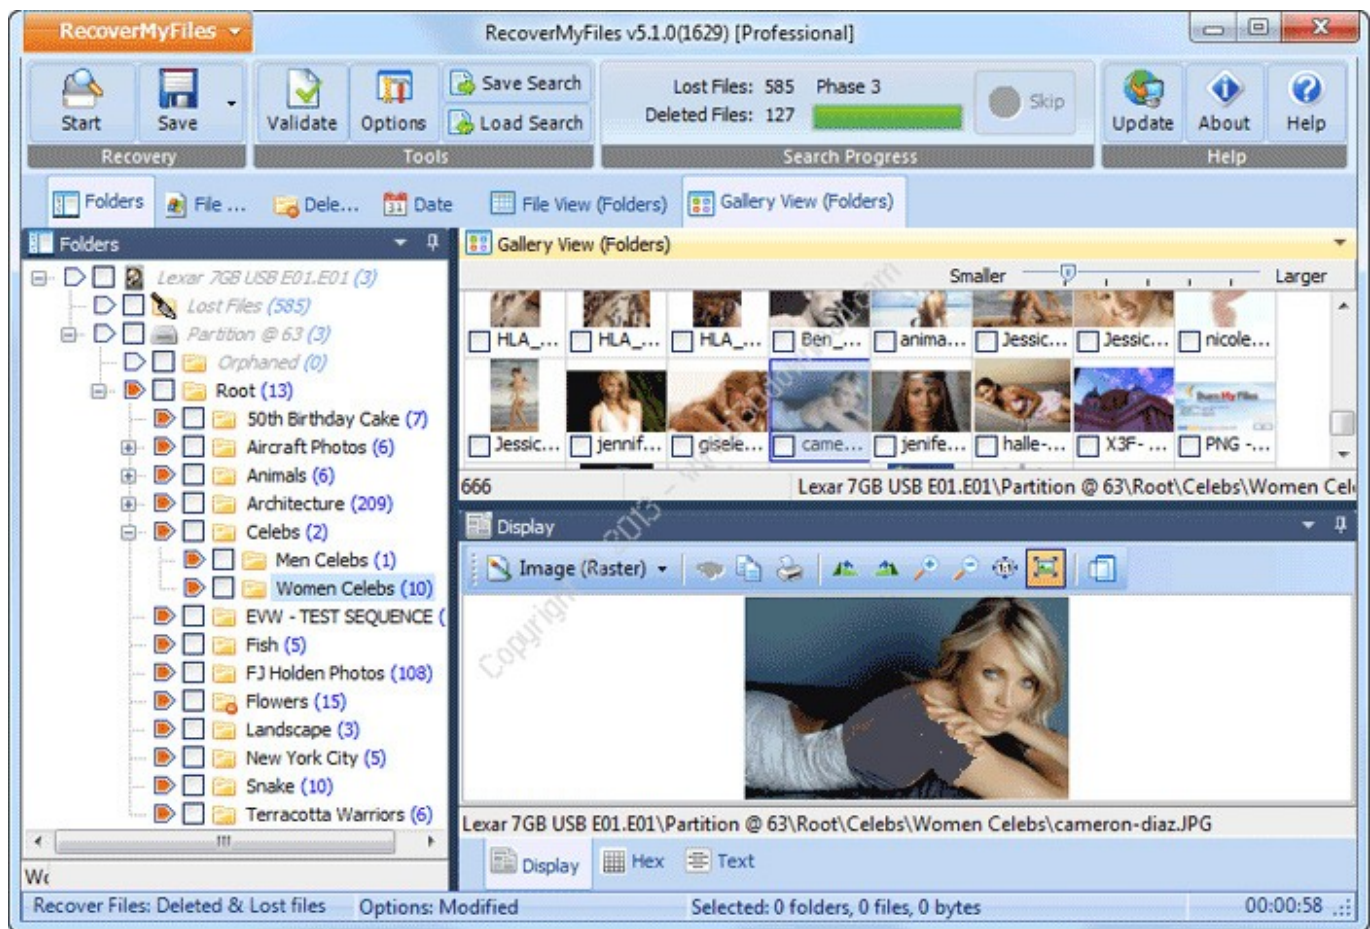 RecoverMyFiles
RecoverMyFiles v5.1.0(1629) [Professional]
Start
Save
Recovery
Validate
Options
Save Search
Load Search
Tools
Lost Files: 585 Phase 3
Deleted Files: 127
Skip
Search Progress
Update
About
Help
Help
Folders
File ...
Dele...
31
Date
File View (Folders)
Gallery View (Folders)
Folders
Lexar 7GB USB E01.E01 (3)
Lost Files (585)
Partition @ 63 (3)
Orphaned (0)
Root (13)
50th Birthday Cake (7)
Aircraft Photos (6)
Animals (6)
Architecture (209)
Celebs (2)
Men Celebs (1)
Women Celebs (10)
EVW - TEST SEQUENCE (
Fish (5)
FJ Holden Photos (108)
Flowers (15)
Landscape (3)
New York City (5)
Snake (10)
Terracotta Warriors (6)
Gallery View (Folders)
Smaller Larger
HLA_... HLA_... HLA_... Ben_... anima... Jessic... Jessic... nicole...
Jessic... jennif... gisele... came... jenife... halle-... X3F- ... PNG -...
666 Lexar 7GB USB E01.E01\Partition @ 63\Root\Celebs\Women Cel
Display
Image (Raster)
1:1
Lexar 7GB USB E01.E01\Partition @ 63\Root\Celebs\Women Celebs\cameron-diaz.JPG
Display Hex Text
Recover Files: Deleted & Lost files Options: Modified Selected: 0 folders, 0 files, 0 bytes 00:00:58